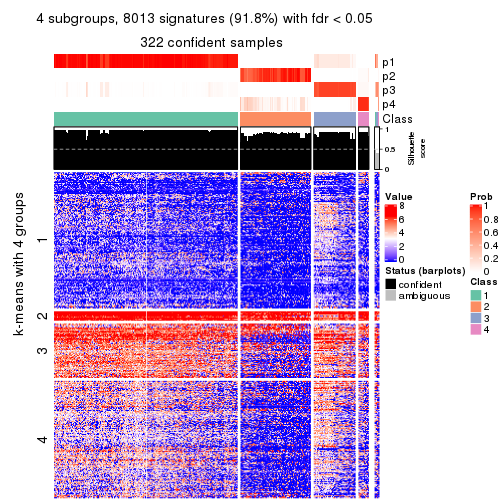 4 subgroups, 8013 signatures (91.8%) with fdr < 0.05
322 confident samples
p1
p2
p3
p4
Class
1
0.5
0
Silhouette
score
k-means with 4 groups
1
2
3
4
Value
8
6
4
2
0
Status (barplots)
confident
ambiguous
Prob
1
0.8
0.6
0.4
0.2
0
Class
1
2
3
4